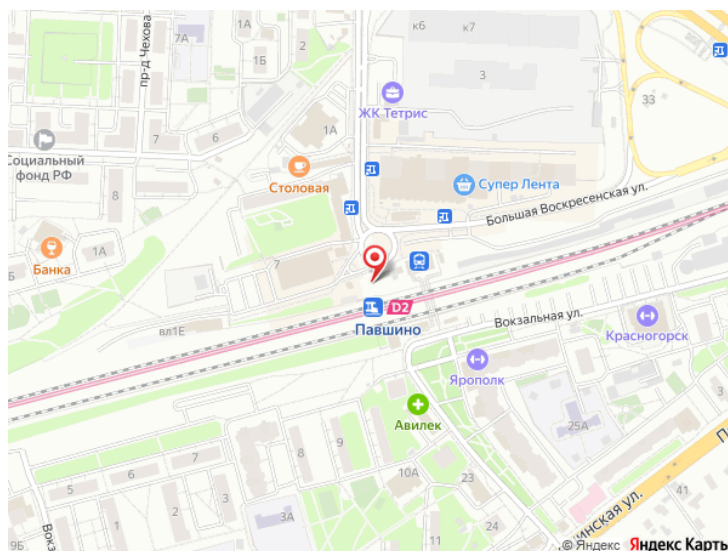 к6
к7
пр-д Чехова
7А
1А
2
1Б
3
33
ЖК Тетрис
1А
Социальный
фонд РФ
Столовая
Супер Лента
8
Большая Воскресенская ул.
1А
Банка
Б
7
D2
вл1Е
Павшино
Вокзальная ул.
Красногорск
Ярополк
Авилек
25А
8
9
7
6
5
10А
23
24
22
41
3А
4
3
2
1
9Б
© Яндекс Яндекс Карты